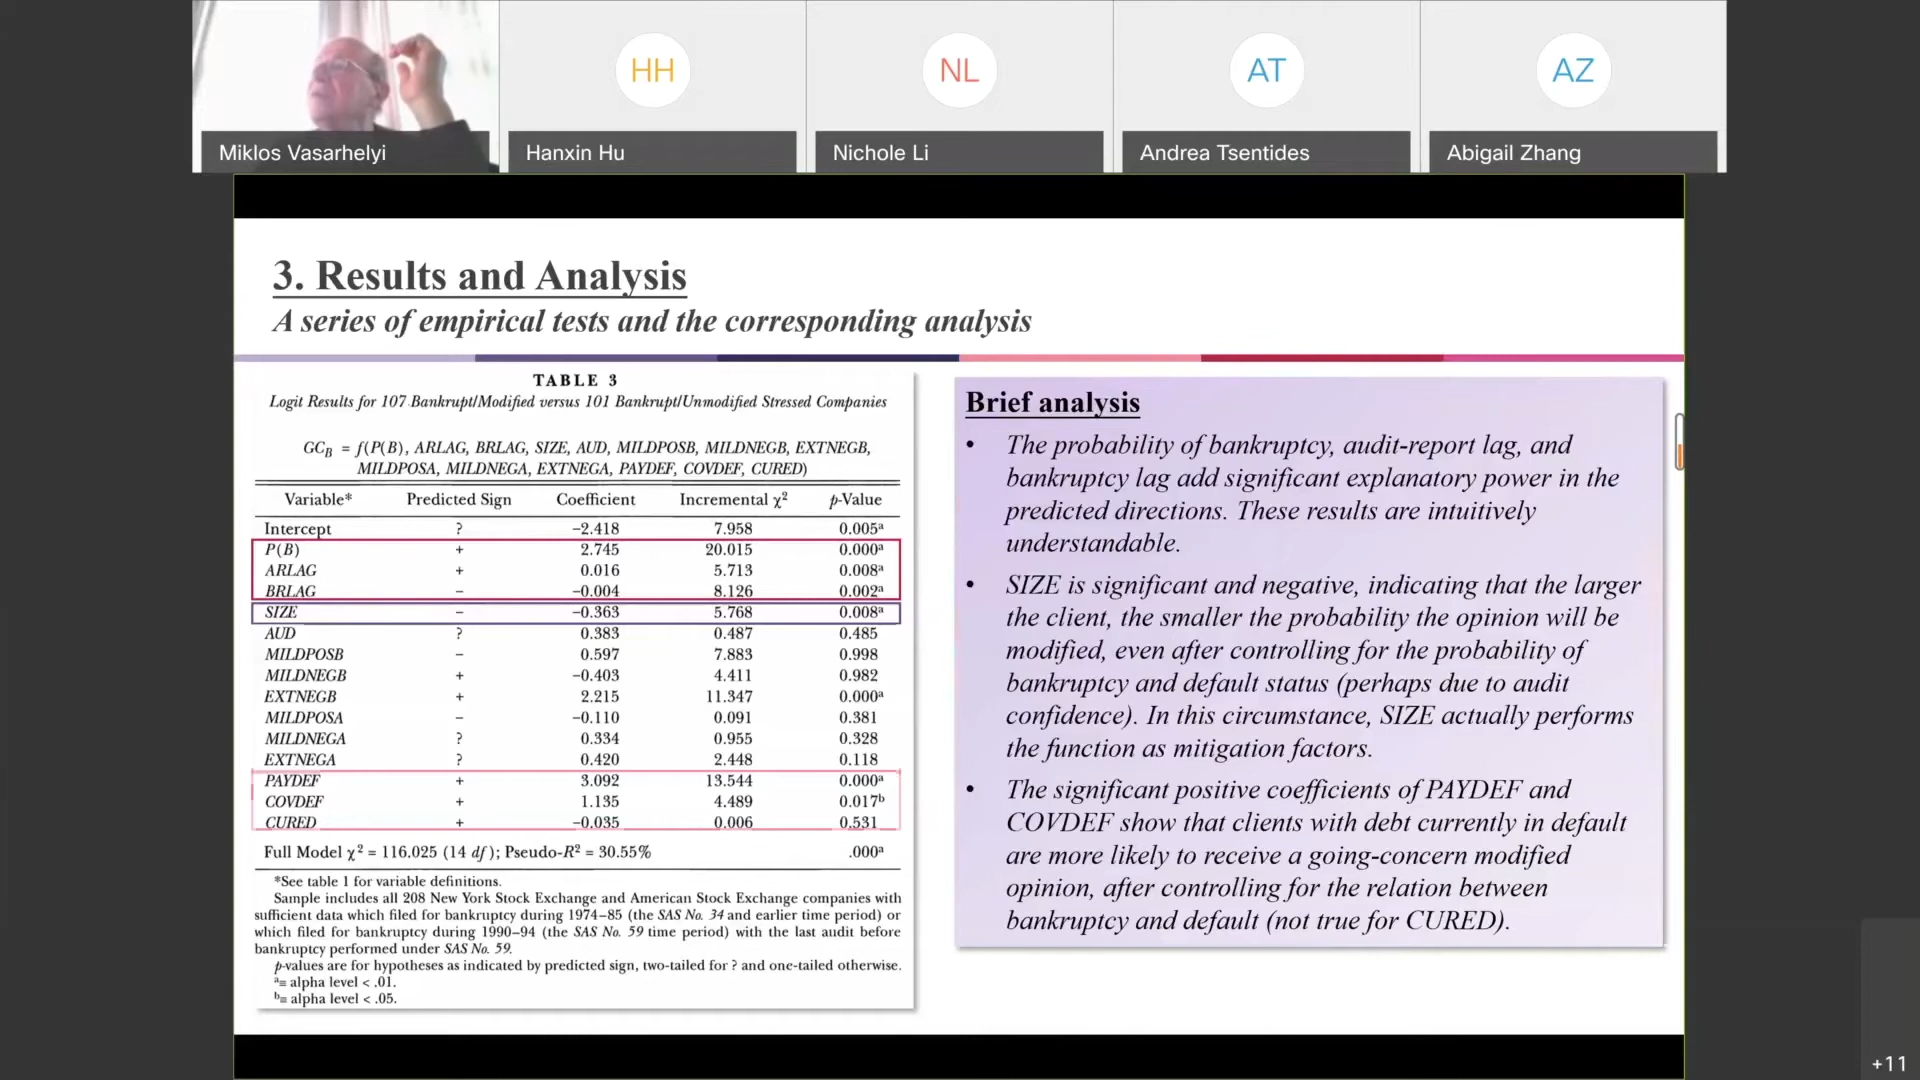 HH
NL
AT
AZ
Miklos Vasarhelyi
Hanxin Hu
Nichole Li
Andrea Tsentides
Abigail Zhang
3. Results and Analysis
A series of empirical tests and the corresponding analysis
TABLE 3
Logit Results for 107 Bankrupt/Modified versus 101 Bankrupt/Unmodified Stressed Companies
GC_B = f(P(B), ARLAG, BRLAG, SIZE, AUD, MILDPOSB, MILDNEGB, EXTNEGB,
MILDPOSA, MILDNEGA, EXTNEGA, PAYDEF, COVDEF, CURED)
Variable* Predicted Sign Coefficient Incremental χ² p-Value
Intercept ? −2.418 7.958 0.005ᵃ
P(B) + 2.745 20.015 0.000ᵃ
ARLAG + 0.016 5.713 0.008ᵃ
BRLAG − −0.004 8.126 0.002ᵃ
SIZE − −0.363 5.768 0.008ᵃ
AUD ? 0.383 0.487 0.485
MILDPOSB − 0.597 7.883 0.998
MILDNEGB + −0.403 4.411 0.982
EXTNEGB + 2.215 11.347 0.000ᵃ
MILDPOSA − −0.110 0.091 0.381
MILDNEGA ? 0.334 0.955 0.328
EXTNEGA ? 0.420 2.448 0.118
PAYDEF + 3.092 13.544 0.000ᵃ
COVDEF + 1.135 4.489 0.017ᵇ
CURED + −0.035 0.006 0.531
Full Model χ² = 116.025 (14 df); Pseudo-R² = 30.55% .000ᵃ
*See table 1 for variable definitions.
Sample includes all 208 New York Stock Exchange and American Stock Exchange companies with
sufficient data which filed for bankruptcy during 1974–85 (the SAS No. 34 and earlier time period) or
which filed for bankruptcy during 1990–94 (the SAS No. 59 time period) with the last audit before
bankruptcy performed under SAS No. 59.
p-values are for hypotheses as indicated by predicted sign, two-tailed for ? and one-tailed otherwise.
ᵃ= alpha level < .01.
ᵇ= alpha level < .05.
Brief analysis
• The probability of bankruptcy, audit-report lag, and
bankruptcy lag add significant explanatory power in the
predicted directions. These results are intuitively
understandable.
• SIZE is significant and negative, indicating that the larger
the client, the smaller the probability the opinion will be
modified, even after controlling for the probability of
bankruptcy and default status (perhaps due to audit
confidence). In this circumstance, SIZE actually performs
the function as mitigation factors.
• The significant positive coefficients of PAYDEF and
COVDEF show that clients with debt currently in default
are more likely to receive a going-concern modified
opinion, after controlling for the relation between
bankruptcy and default (not true for CURED).
+11